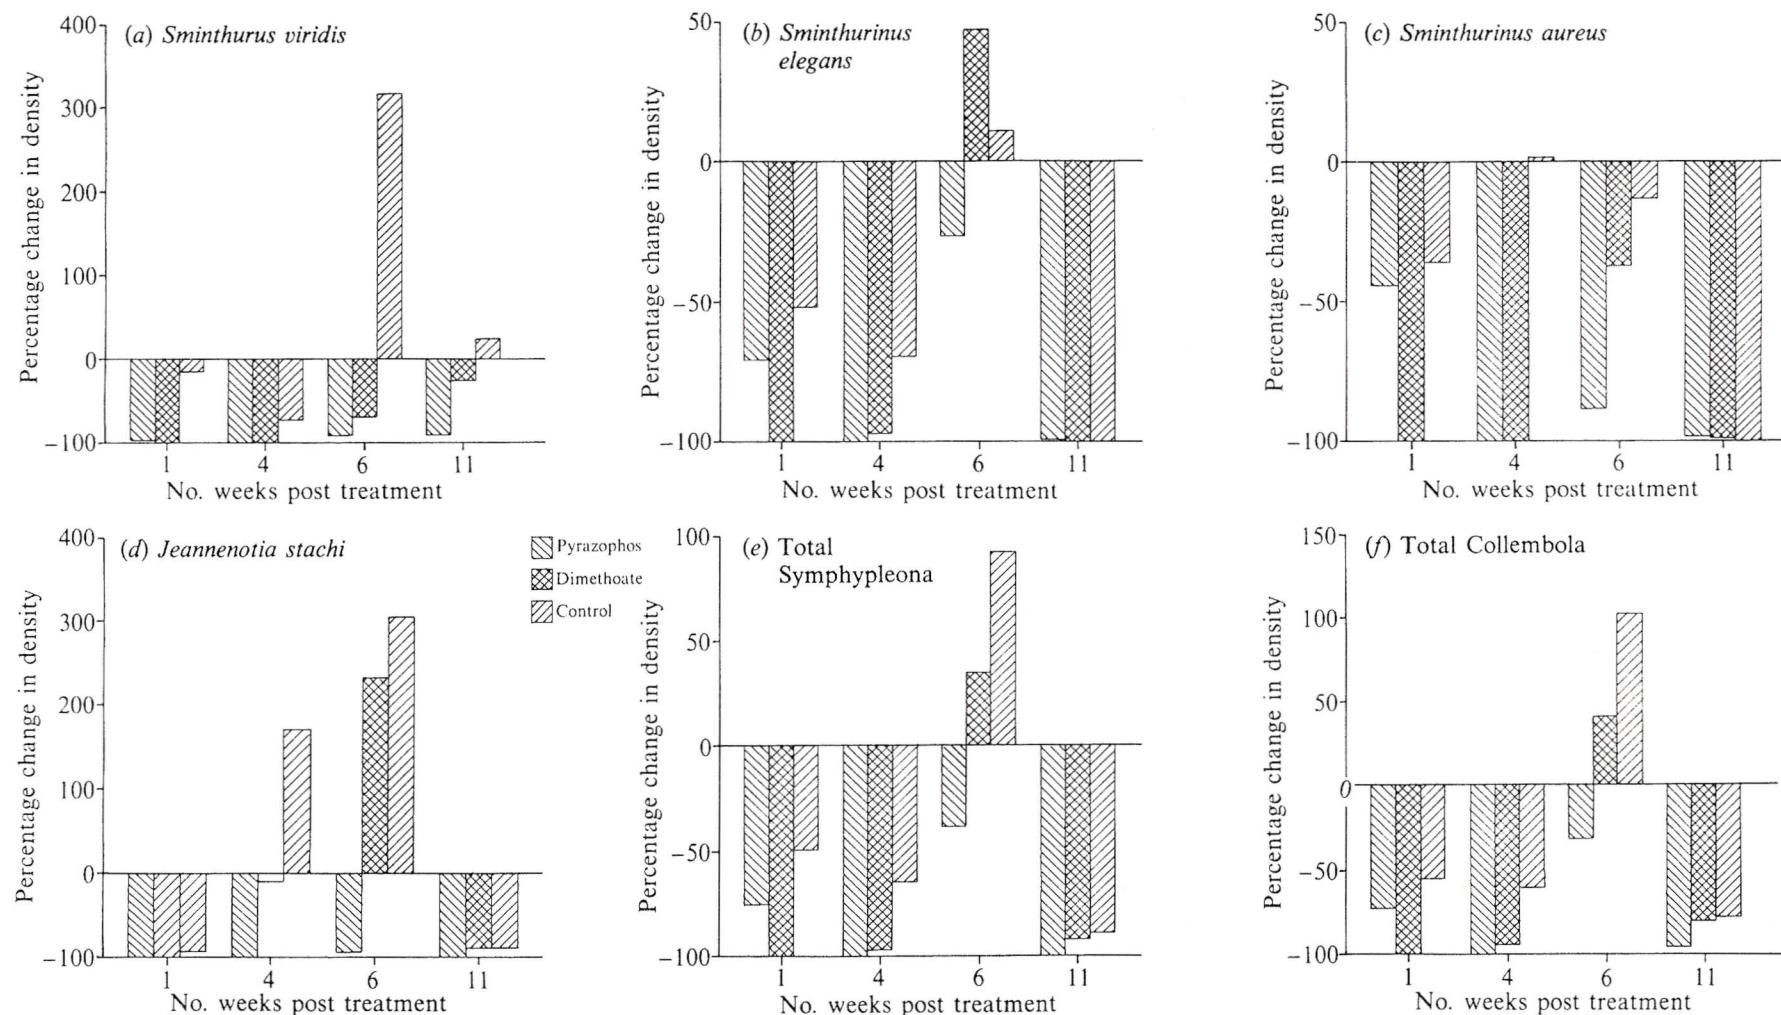 (a) Sminthurus viridis
Percentage change in density
400
300
200
100
0
−100
1 4 6 11
No. weeks post treatment
(b) Sminthurinus
elegans
Percentage change in density
50
0
−50
−100
1 4 6 11
No. weeks post treatment
(c) Sminthurinus aureus
Percentage change in density
50
0
−50
−100
1 4 6 11
No. weeks post treatment
(d) Jeannenotia stachi
Percentage change in density
400
300
200
100
0
−100
1 4 6 11
No. weeks post treatment
Pyrazophos
Dimethoate
Control
(e) Total
Symphypleona
Percentage change in density
100
50
0
−50
−100
1 4 6 11
No. weeks post treatment
(f) Total Collembola
Percentage change in density
150
100
50
0
−50
−100
1 4 6 11
No. weeks post treatment